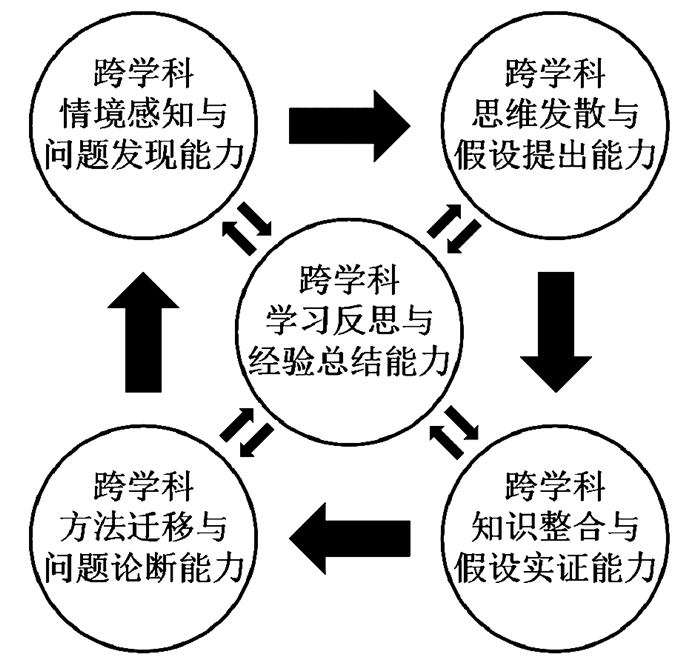 跨学科
情境感知与
问题发现能力
跨学科
思维发散与
假设提出能力
跨学科
学习反思与
经验总结能力
跨学科
方法迁移与
问题论断能力
跨学科
知识整合与
假设实证能力